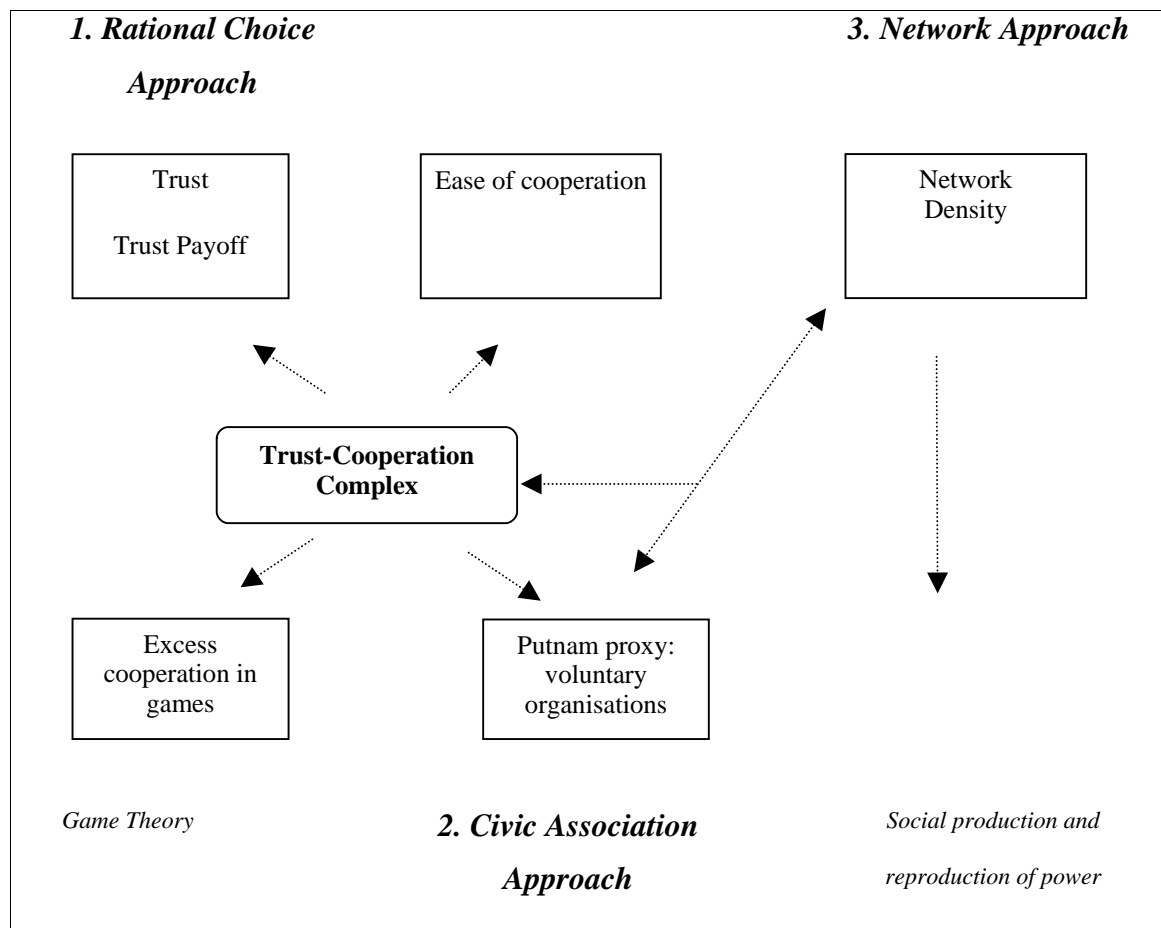 1. Rational Choice
Approach
3. Network Approach
Trust
Trust Payoff
Ease of cooperation
Network
Density
Trust-Cooperation
Complex
Excess
cooperation in
games
Putnam proxy:
voluntary
organisations
Game Theory
2. Civic Association
Approach
Social production and
reproduction of power